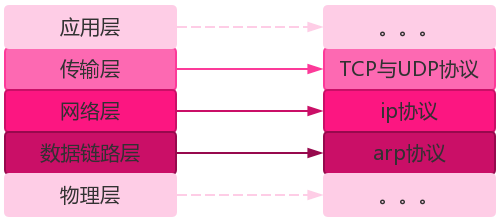 应用层 。。。
传输层 TCP与UDP协议
网络层 ip协议
数据链路层 arp协议
物理层 。。。